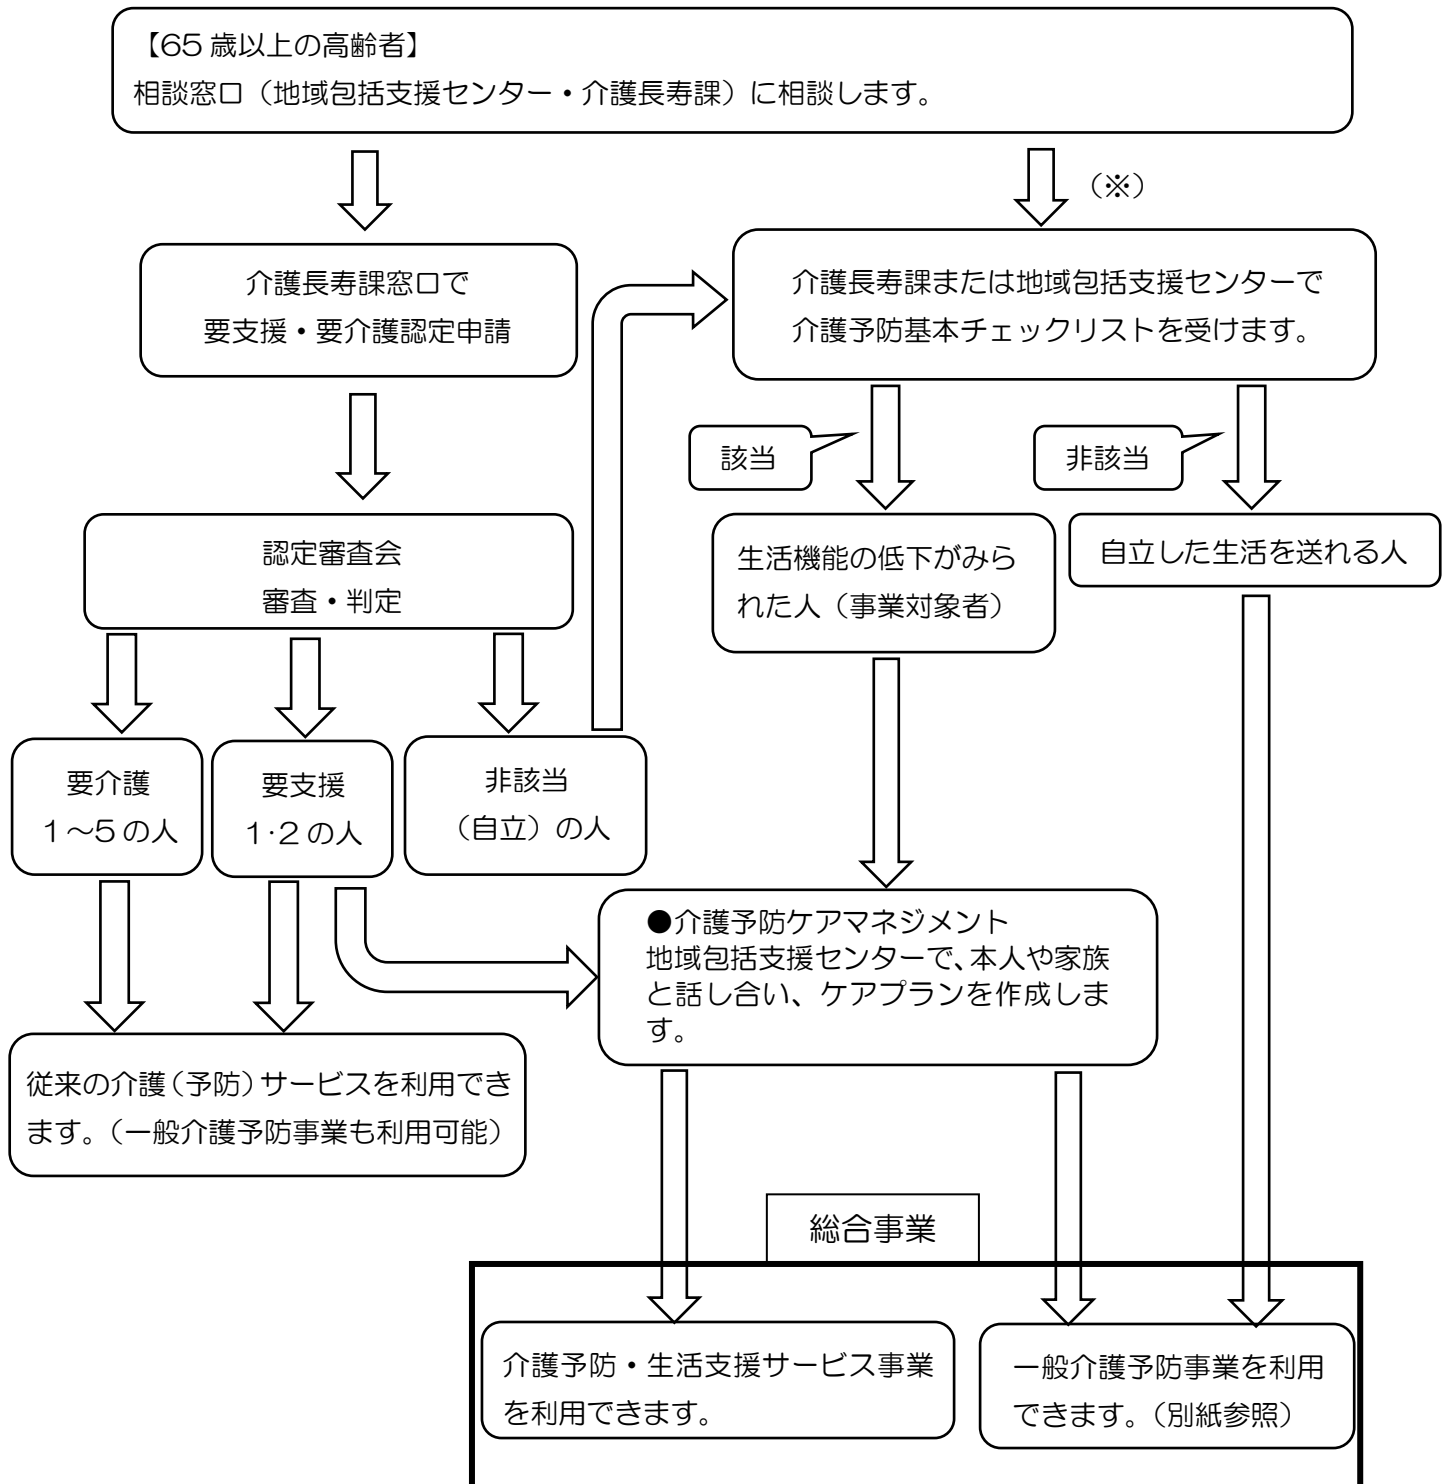 【65歳以上の高齢者】
相談窓口（地域包括支援センター・介護長寿課）に相談します。
（※）
介護長寿課窓口で
要支援・要介護認定申請
介護長寿課または地域包括支援センターで
介護予防基本チェックリストを受けます。
該当
非該当
認定審査会
審査・判定
生活機能の低下がみら
れた人（事業対象者）
自立した生活を送れる人
要介護
１～５の人
要支援
１･２の人
非該当
（自立）の人
●介護予防ケアマネジメント
地域包括支援センターで、本人や家族
と話し合い、ケアプランを作成しま
す。
従来の介護（予防）サービスを利用でき
ます。（一般介護予防事業も利用可能）
総合事業
介護予防・生活支援サービス事業
を利用できます。
一般介護予防事業を利用
できます。（別紙参照）